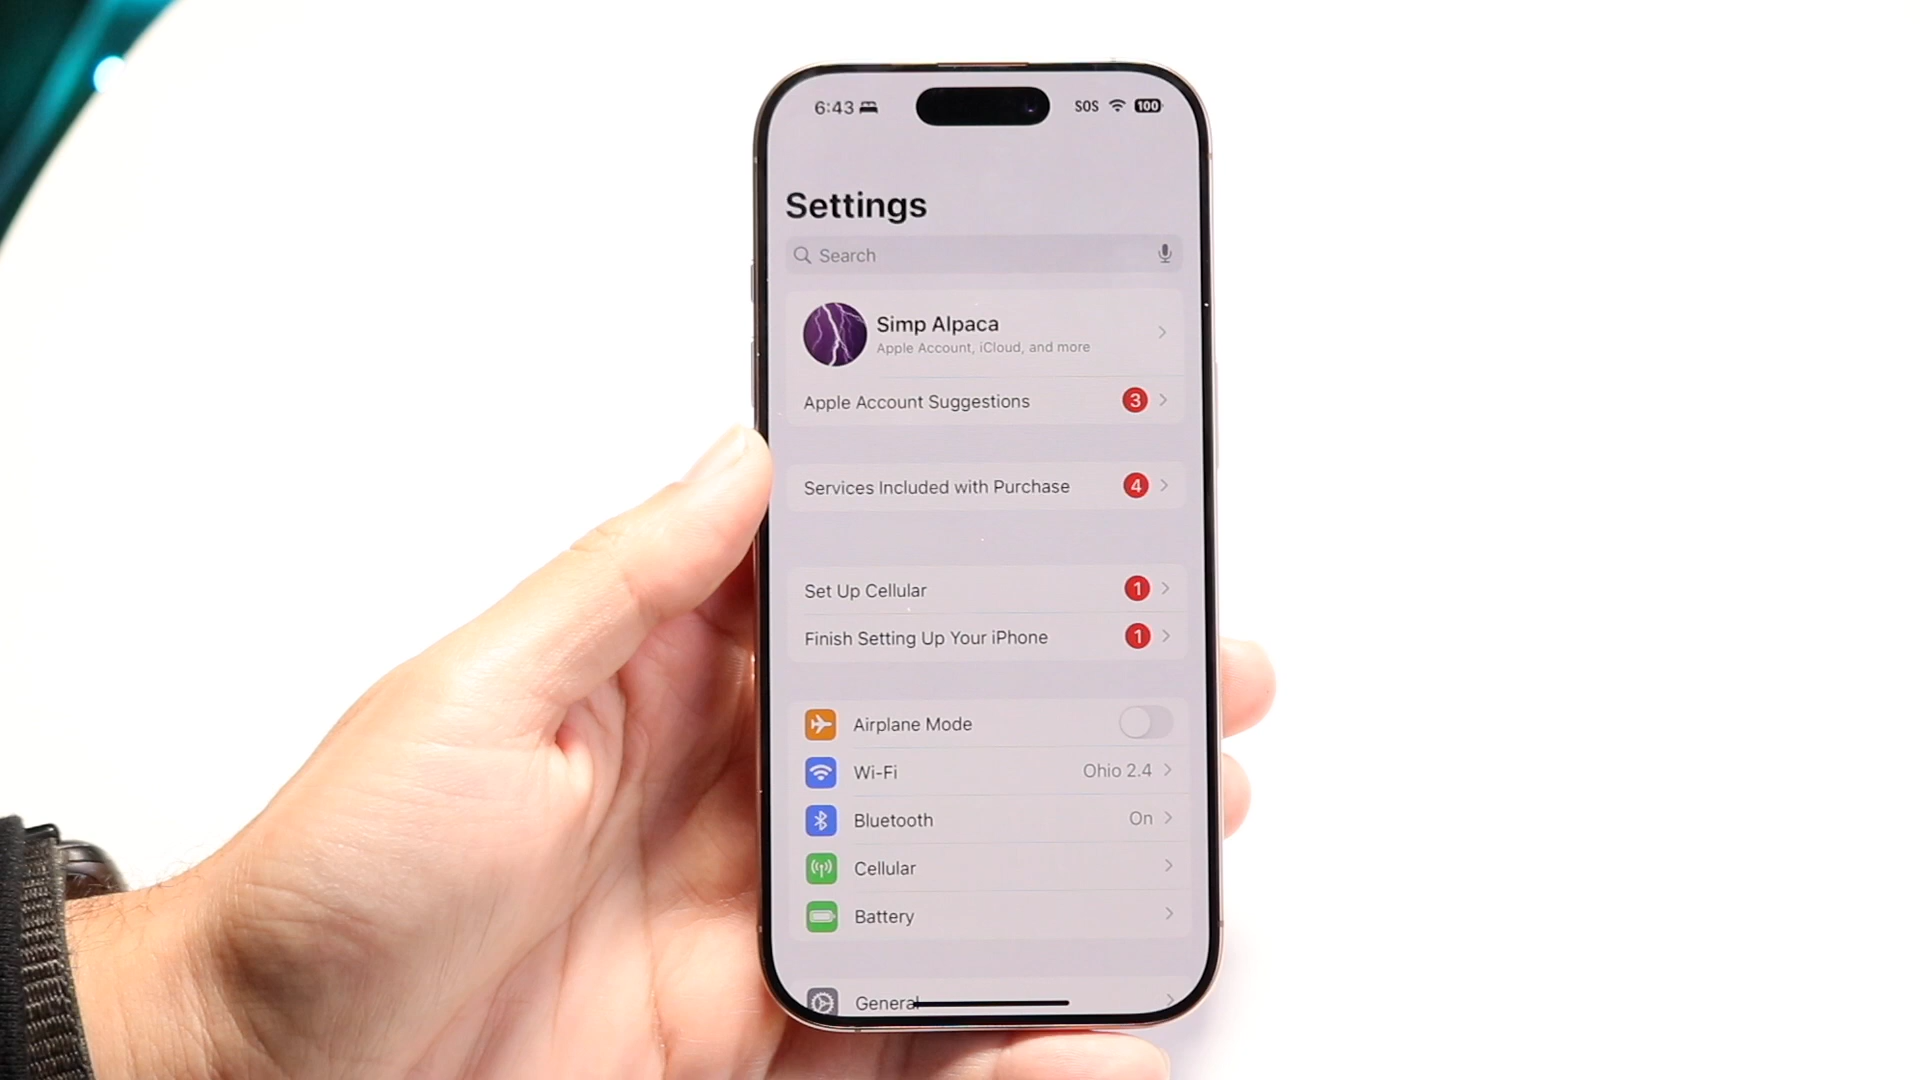 6:43 SOS 100
Settings
Search
Simp Alpaca
Apple Account, iCloud, and more
Apple Account Suggestions 3
Services Included with Purchase 4
Set Up Cellular 1
Finish Setting Up Your iPhone 1
Airplane Mode
Wi-Fi Ohio 2.4
Bluetooth On
Cellular
Battery
General